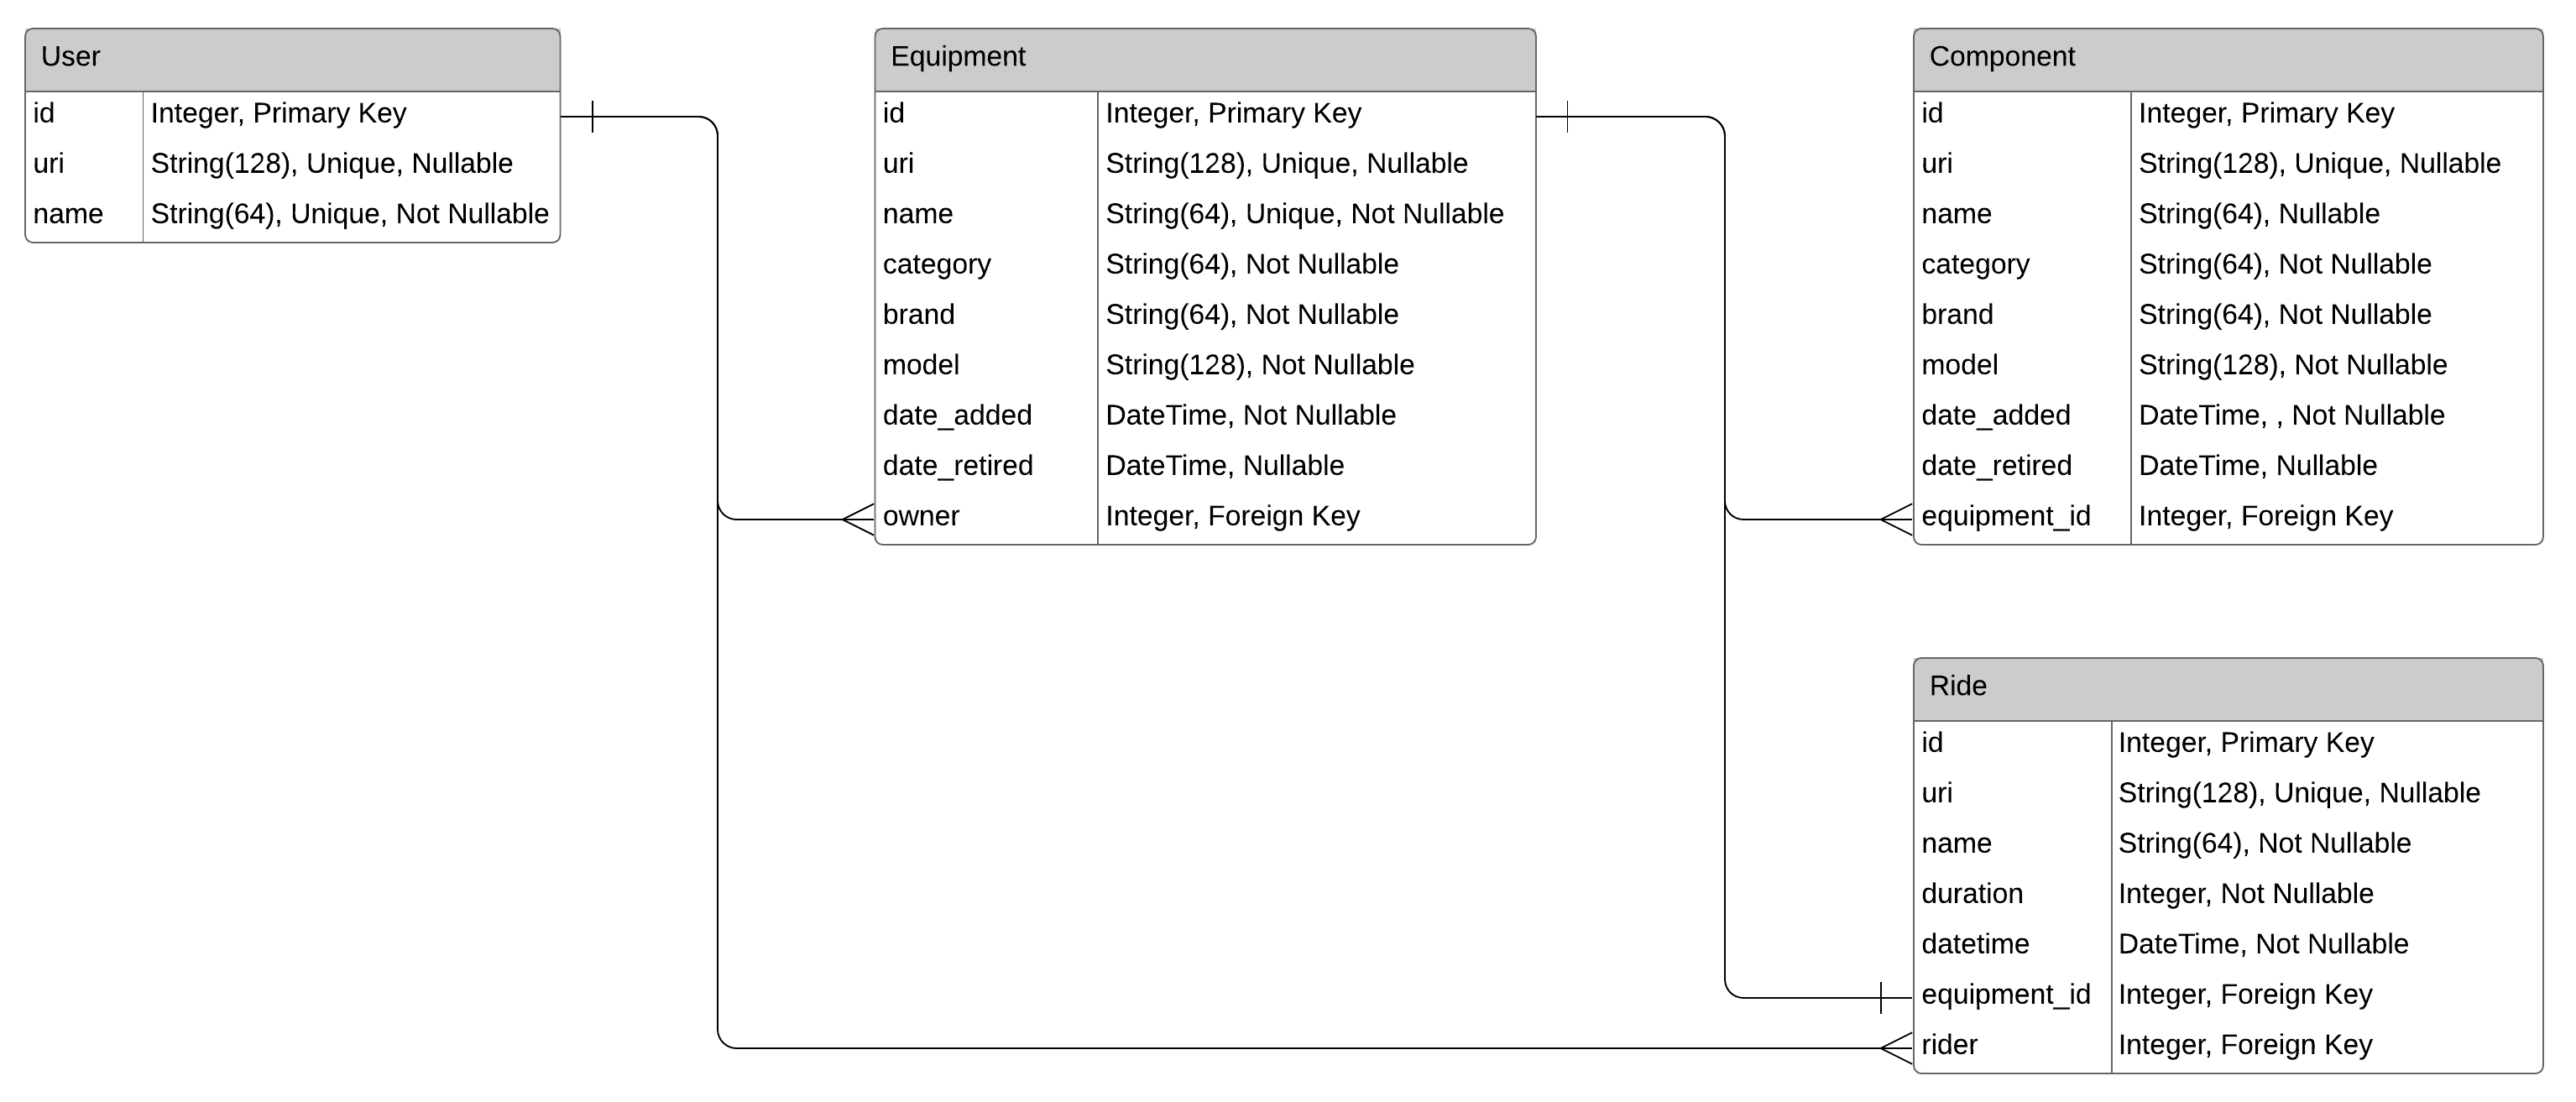 User
id Integer, Primary Key
uri String(128), Unique, Nullable
name String(64), Unique, Not Nullable
Equipment
id Integer, Primary Key
uri String(128), Unique, Nullable
name String(64), Unique, Not Nullable
category String(64), Not Nullable
brand String(64), Not Nullable
model String(128), Not Nullable
date_added DateTime, Not Nullable
date_retired DateTime, Nullable
owner Integer, Foreign Key
Component
id Integer, Primary Key
uri String(128), Unique, Nullable
name String(64), Nullable
category String(64), Not Nullable
brand String(64), Not Nullable
model String(128), Not Nullable
date_added DateTime, , Not Nullable
date_retired DateTime, Nullable
equipment_id Integer, Foreign Key
Ride
id Integer, Primary Key
uri String(128), Unique, Nullable
name String(64), Not Nullable
duration Integer, Not Nullable
datetime DateTime, Not Nullable
equipment_id Integer, Foreign Key
rider Integer, Foreign Key